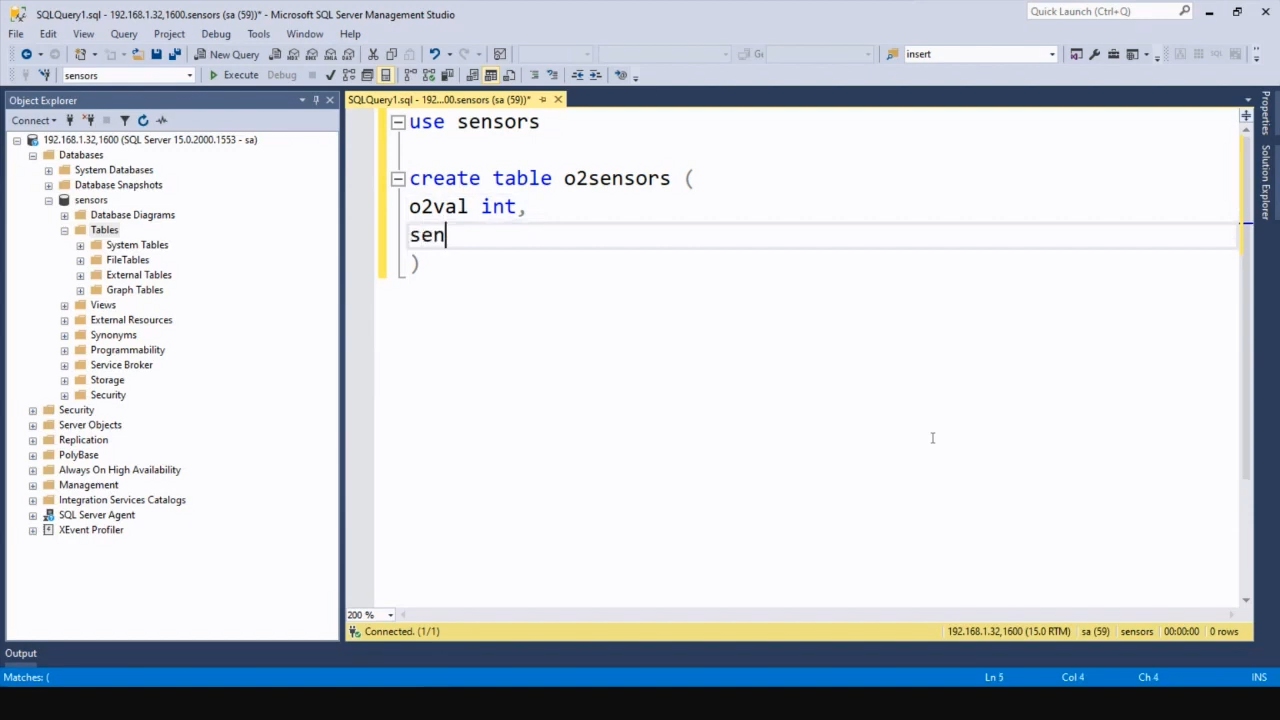 SQLQuery1.sql - 192.168.1.32,1600.sensors (sa (59))* - Microsoft SQL Server Management Studio
Quick Launch (Ctrl+Q)
File Edit View Query Project Debug Tools Window Help
New Query
insert
sensors
Execute Debug
Object Explorer
SQLQuery1.sql - 192...00.sensors (sa (59))*
Connect
192.168.1.32,1600 (SQL Server 15.0.2000.1553 - sa)
Databases
System Databases
Database Snapshots
sensors
Database Diagrams
Tables
System Tables
FileTables
External Tables
Graph Tables
Views
External Resources
Synonyms
Programmability
Service Broker
Storage
Security
Security
Server Objects
Replication
PolyBase
Always On High Availability
Management
Integration Services Catalogs
SQL Server Agent
XEvent Profiler
use sensors
create table o2sensors (
o2val int,
sen
)
Properties
Solution Explorer
200 %
Connected. (1/1)
192.168.1.32,1600 (15.0 RTM) sa (59) sensors 00:00:00 0 rows
Output
Matches: (
Ln 5 Col 4 Ch 4 INS